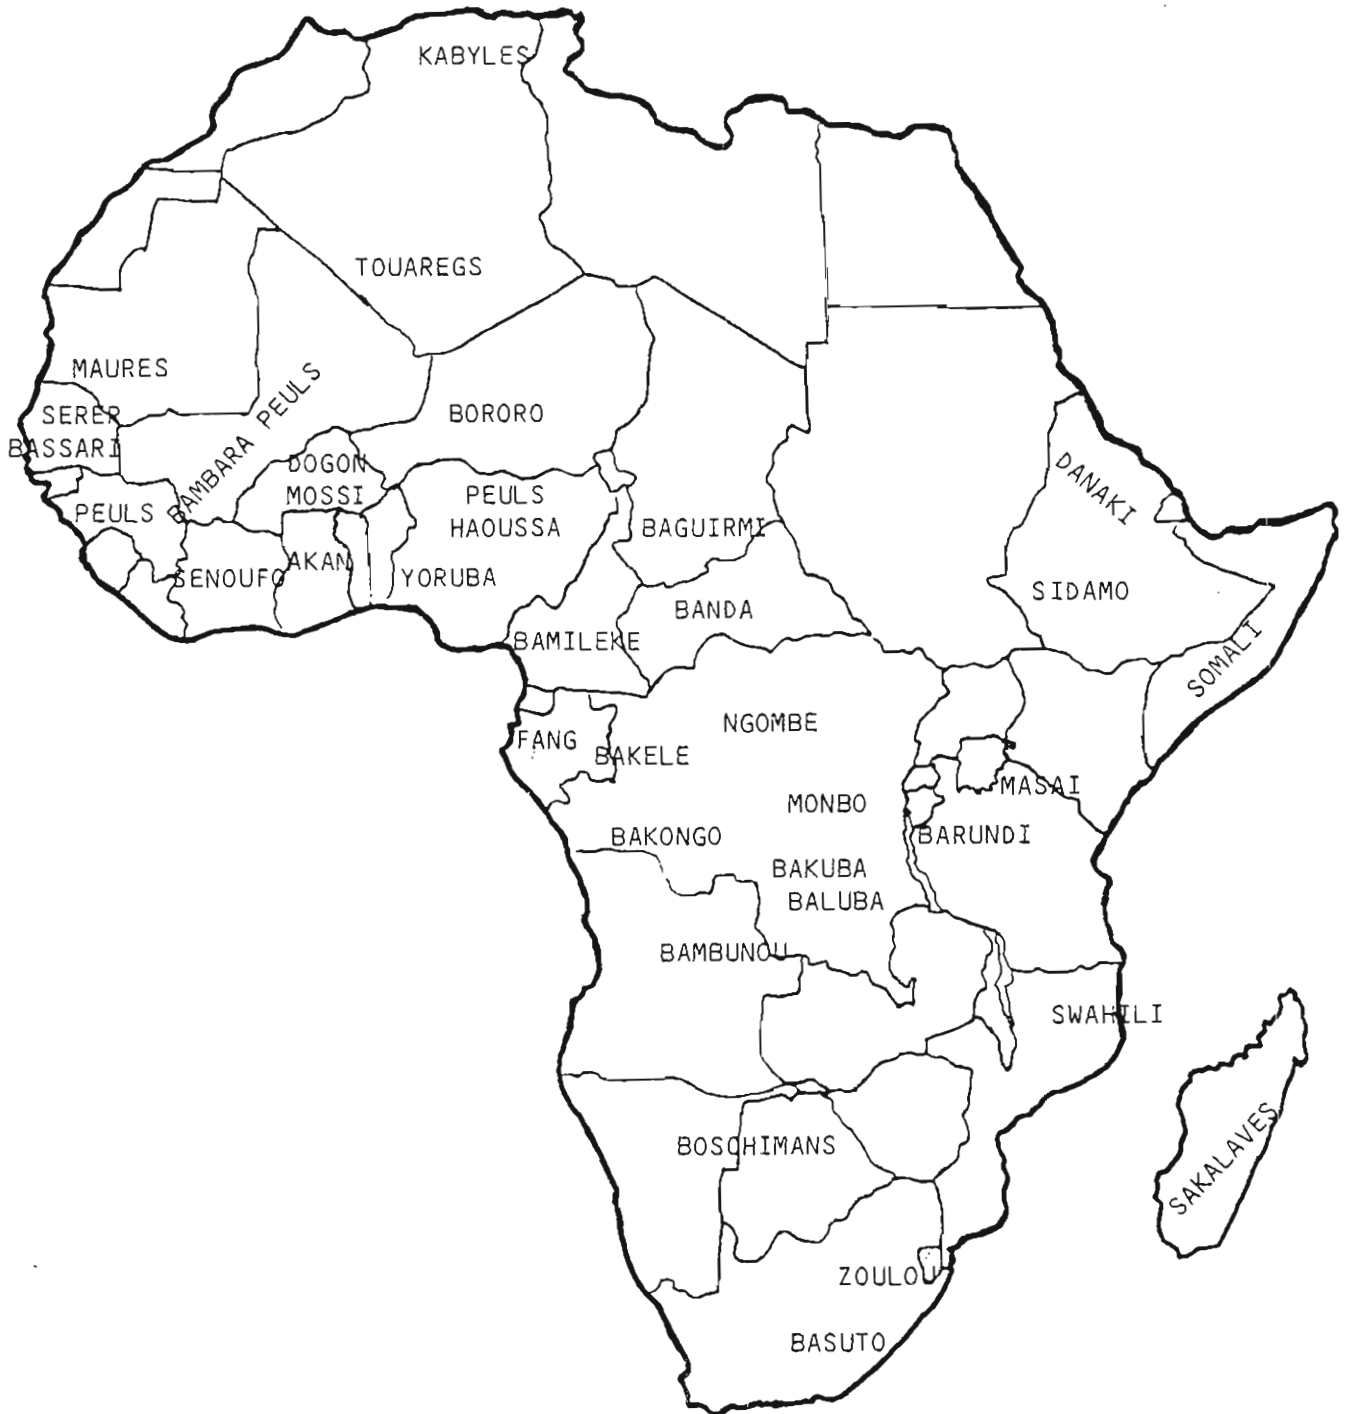 KABYLES
TOUAREGS
MAURES
SERER
BASSARI
BAMBARA PEULS
BORORO
DOGON
MOSSI
PEULS
PEULS
HAOUSSA
BAGUIRMI
DANAKI
SENOUFO
AKAN
YORUBA
SIDAMO
BANDA
BAMILEKE
SOMALI
NGOMBE
FANG
BAKELE
MASAI
MONBO
BAKONGO
BARUNDI
BAKUBA
BALUBA
BAMBUNOU
SWAHILI
BOSCHIMANS
SAKALAVES
ZOULOU
BASUTO